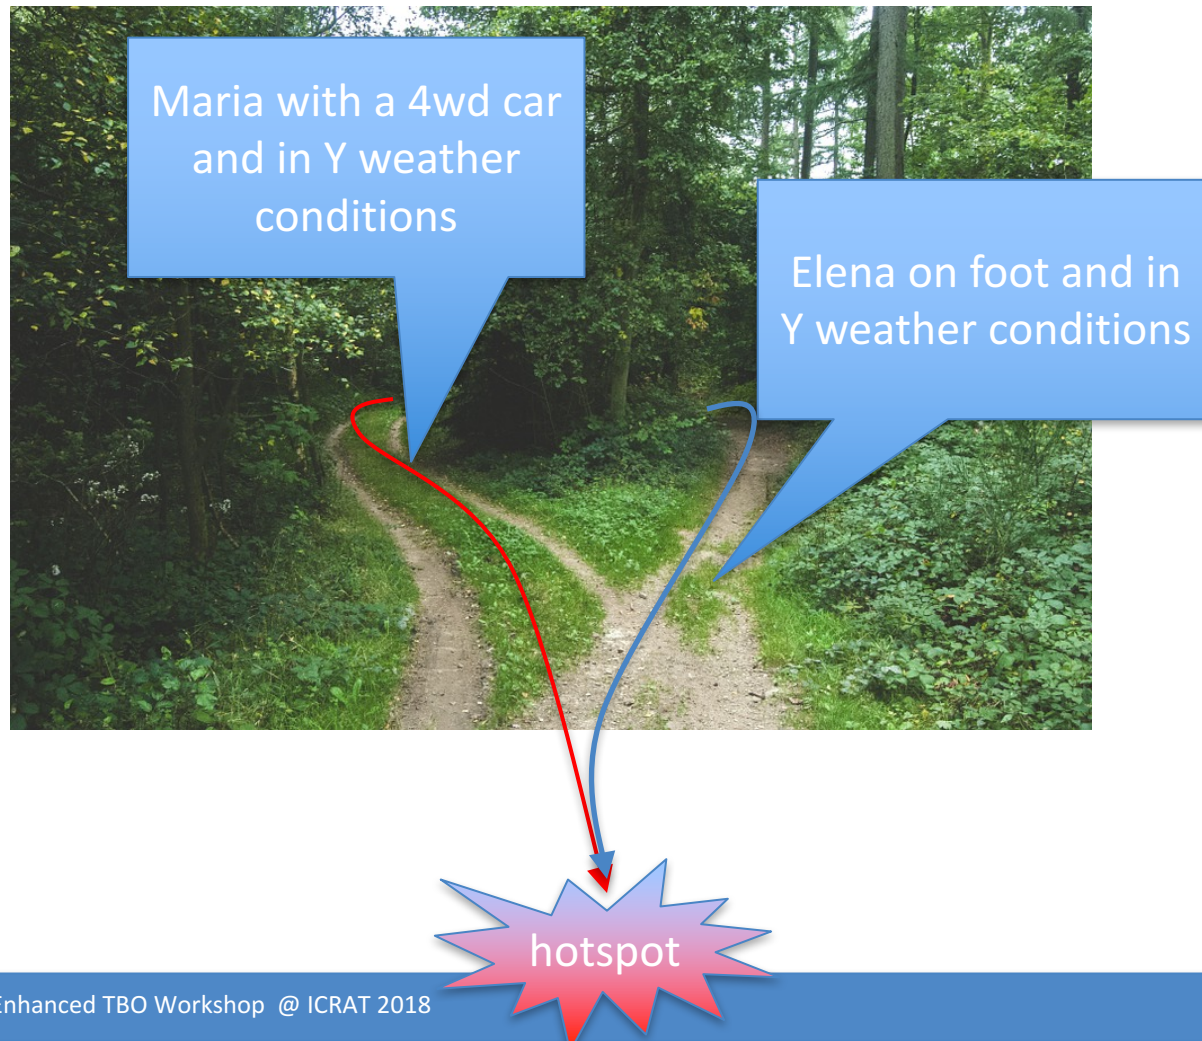 Maria with a 4wd car
and in Y weather
conditions
Elena on foot and in
Y weather conditions
hotspot
Enhanced TBO Workshop @ ICRAT 2018